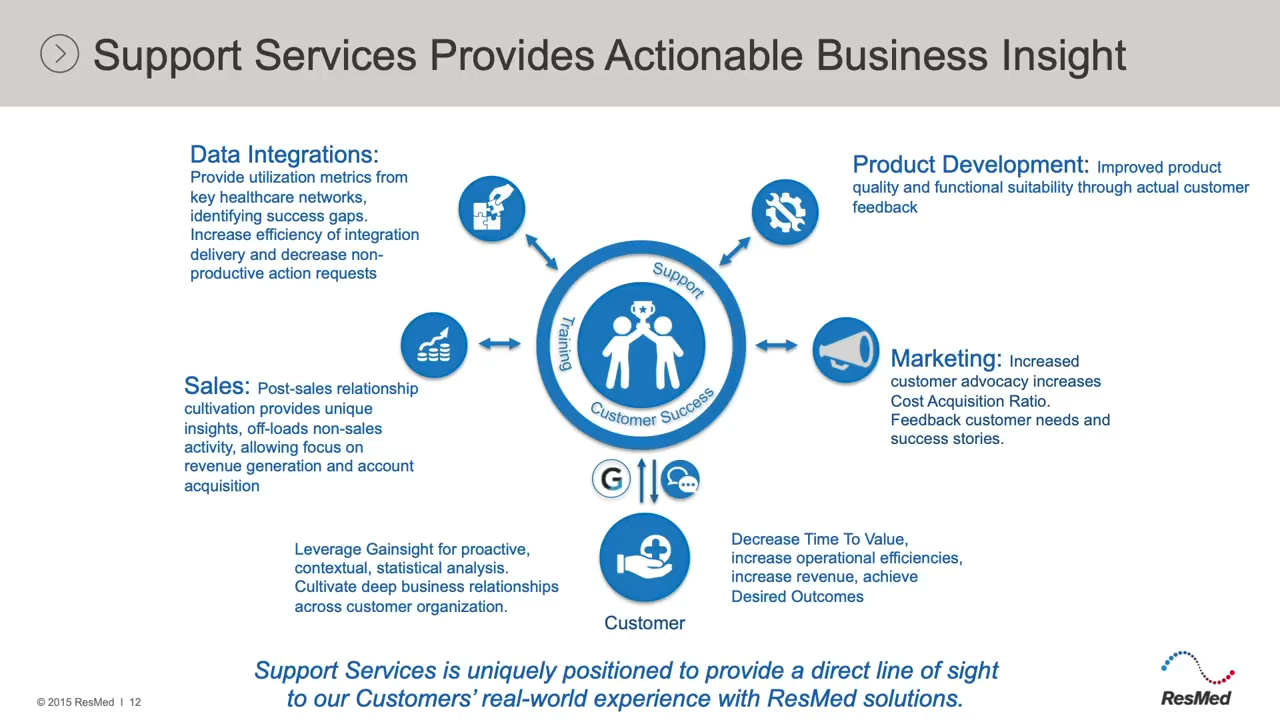 Support Services Provides Actionable Business Insight
Data Integrations:
Provide utilization metrics from
key healthcare networks,
identifying success gaps.
Increase efficiency of integration
delivery and decrease non-
productive action requests
Product Development: Improved product
quality and functional suitability through actual customer
feedback
Support
Training
Customer Success
Sales: Post-sales relationship
cultivation provides unique
insights, off-loads non-sales
activity, allowing focus on
revenue generation and account
acquisition
Marketing: Increased
customer advocacy increases
Cost Acquisition Ratio.
Feedback customer needs and
success stories.
G
Leverage Gainsight for proactive,
contextual, statistical analysis.
Cultivate deep business relationships
across customer organization.
Decrease Time To Value,
increase operational efficiencies,
increase revenue, achieve
Desired Outcomes
Customer
Support Services is uniquely positioned to provide a direct line of sight
to our Customers’ real-world experience with ResMed solutions.
© 2015 ResMed I 12
ResMed